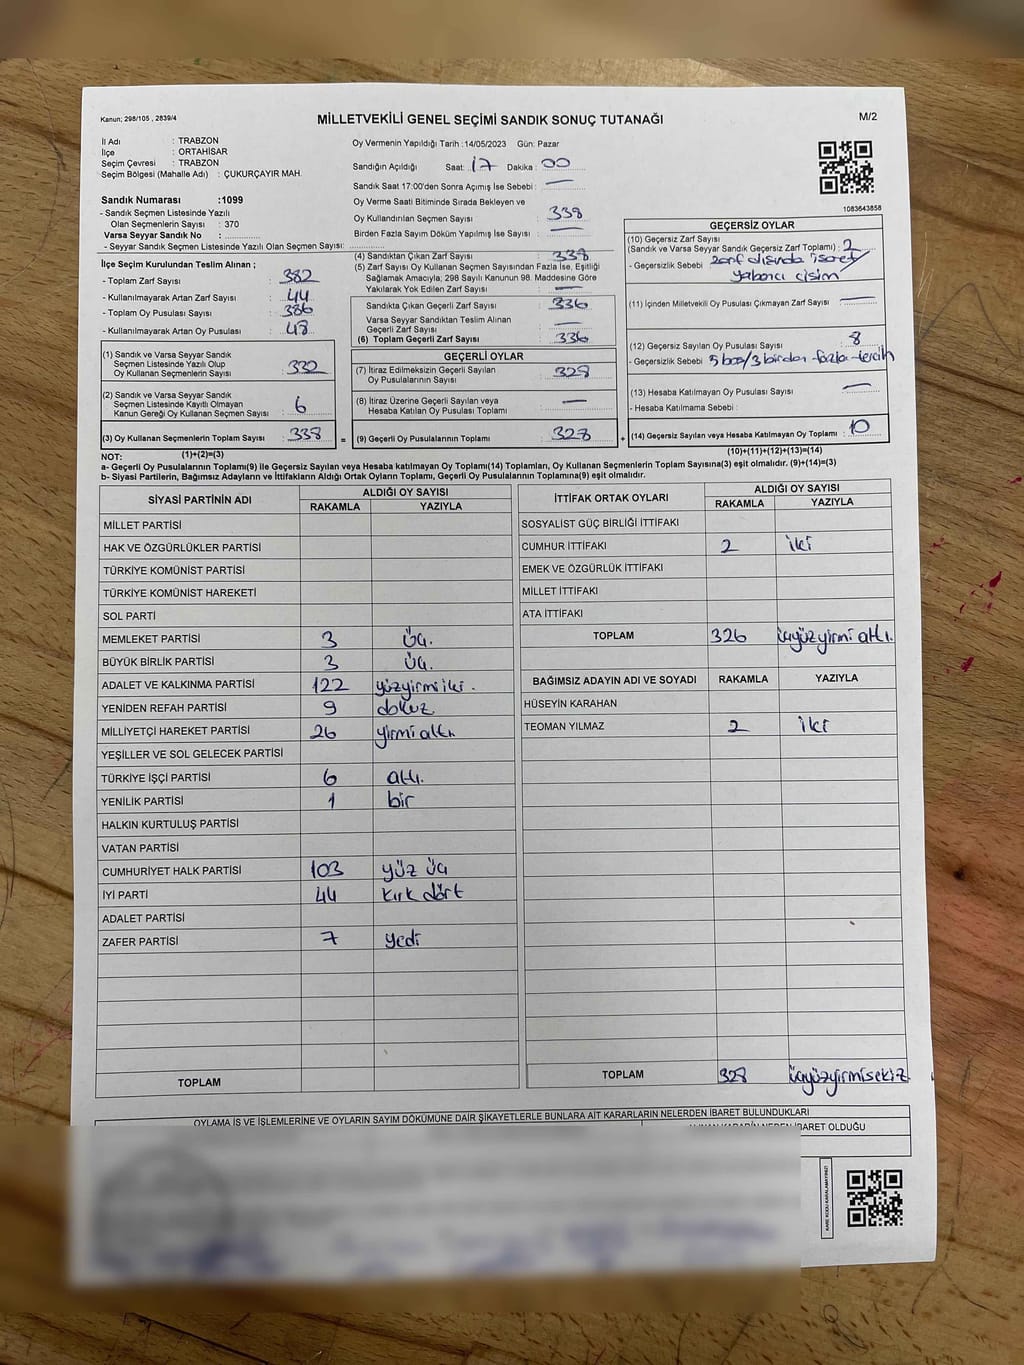 Kanun; 298/105 , 2839/4
MİLLETVEKİLİ GENEL SEÇİMİ SANDIK SONUÇ TUTANAĞI
M/2
İl Adı : TRABZON
İlçe : ORTAHİSAR
Seçim Çevresi : TRABZON
Seçim Bölgesi (Mahalle Adı) : ÇUKURÇAYIR MAH.
Sandık Numarası :1099
- Sandık Seçmen Listesinde Yazılı
Olan Seçmenlerin Sayısı : 370
Varsa Seyyar Sandık No :
- Seyyar Sandık Seçmen Listesinde Yazılı Olan Seçmen Sayısı:
İlçe Seçim Kurulundan Teslim Alınan ;
- Toplam Zarf Sayısı : 382
- Kullanılmayarak Artan Zarf Sayısı : 44
- Toplam Oy Pusulası Sayısı : 386
- Kullanılmayarak Artan Oy Pusulası : 48
(1) Sandık ve Varsa Seyyar Sandık
Seçmen Listesinde Yazılı Olup
Oy Kullanan Seçmenlerin Sayısı : 332
(2) Sandık ve Varsa Seyyar Sandık
Seçmen Listesinde Kayıtlı Olmayan
Kanun Gereği Oy Kullanan Seçmen Sayısı : 6
(3) Oy Kullanan Seçmenlerin Toplam Sayısı : 338
Oy Vermenin Yapıldığı Tarih :14/05/2023 Gün: Pazar
Sandığın Açıldığı Saat: 17 Dakika : 00
Sandık Saat 17:00'den Sonra Açımış İse Sebebi : —
Oy Verme Saati Bitiminde Sırada Bekleyen ve
Oy Kullandırılan Seçmen Sayısı : 338
Birden Fazla Sayım Döküm Yapılmış İse Sayısı : —
(4) Sandıktan Çıkan Zarf Sayısı : 338
(5) Zarf Sayısı Oy Kullanan Seçmen Sayısından Fazla İse, Eşitliği
Sağlamak Amacıyla; 298 Sayılı Kanunun 98. Maddesine Göre
Yakılarak Yok Edilen Zarf Sayısı : —
Sandıkta Çıkan Geçerli Zarf Sayısı : 336
Varsa Seyyar Sandıktan Teslim Alınan
Geçerli Zarf Sayısı : —
(6) Toplam Geçerli Zarf Sayısı : 336
GEÇERLİ OYLAR
(7) İtiraz Edilmeksizin Geçerli Sayılan
Oy Pusulalarının Sayısı : 328
(8) İtiraz Üzerine Geçerli Sayılan veya
Hesaba Katılan Oy Pusulası Toplamı : —
= (9) Geçerli Oy Pusulalarının Toplamı : 328
1083643858
GEÇERSİZ OYLAR
(10) Geçersiz Zarf Sayısı
(Sandık ve Varsa Seyyar Sandık Geçersiz Zarf Toplamı) : 2
- Geçersizlik Sebebi : zarf dışında işaret/
yabancı cisim
(11) İçinden Milletvekili Oy Pusulası Çıkmayan Zarf Sayısı : —
(12) Geçersiz Sayılan Oy Pusulası Sayısı : 8
- Geçersizlik Sebebi : 5 boş/3 birden fazla tercih
(13) Hesaba Katılmayan Oy Pusulası Sayısı : —
- Hesaba Katılmama Sebebi :
+ (14) Geçersiz Sayılan veya Hesaba Katılmayan Oy Toplamı : 10
NOT: (1)+(2)=(3) (10)+(11)+(12)+(13)=(14)
a- Geçerli Oy Pusulalarının Toplamı(9) ile Geçersiz Sayılan veya Hesaba katılmayan Oy Toplamı(14) Toplamları, Oy Kullanan Seçmenlerin Toplam Sayısına(3) eşit olmalıdır. (9)+(14)=(3)
b- Siyasi Partilerin, Bağımsız Adayların ve İttifakların Aldığı Ortak Oyların Toplamı, Geçerli Oy Pusulalarının Toplamına(9) eşit olmalıdır.
SİYASİ PARTİNİN ADI ALDIĞI OY SAYISI
RAKAMLA YAZIYLA
MİLLET PARTİSİ
HAK VE ÖZGÜRLÜKLER PARTİSİ
TÜRKİYE KOMÜNİST PARTİSİ
TÜRKİYE KOMÜNİST HAREKETİ
SOL PARTİ
MEMLEKET PARTİSİ 3 Üç.
BÜYÜK BİRLİK PARTİSİ 3 Üç.
ADALET VE KALKINMA PARTİSİ 122 yüzyirmiiki.
YENİDEN REFAH PARTİSİ 9 dokuz
MİLLİYETÇİ HAREKET PARTİSİ 26 yirmialtı
YEŞİLLER VE SOL GELECEK PARTİSİ
TÜRKİYE İŞÇİ PARTİSİ 6 altı.
YENİLİK PARTİSİ 1 bir
HALKIN KURTULUŞ PARTİSİ
VATAN PARTİSİ
CUMHURİYET HALK PARTİSİ 103 yüz üç
İYİ PARTİ 44 kırk dört
ADALET PARTİSİ
ZAFER PARTİSİ 7 yedi
TOPLAM
İTTİFAK ORTAK OYLARI ALDIĞI OY SAYISI
RAKAMLA YAZIYLA
SOSYALİST GÜÇ BİRLİĞİ İTTİFAKI
CUMHUR İTTİFAKI 2 iki
EMEK VE ÖZGÜRLÜK İTTİFAKI
MİLLET İTTİFAKI
ATA İTTİFAKI
TOPLAM 326 üçyüzyirmi altı.
BAĞIMSIZ ADAYIN ADI VE SOYADI RAKAMLA YAZIYLA
HÜSEYİN KARAHAN
TEOMAN YILMAZ 2 iki
TOPLAM 328 üçyüzyirmisekiz
OYLAMA İŞ VE İŞLEMLERİNE VE OYLARIN SAYIM DÖKÜMÜNE DAİR ŞİKAYETLERLE BUNLARA AİT KARARLARIN NELERDEN İBARET BULUNDUKLARI
ALINAN KARARIN NEDEN İBARET OLDUĞU
KARE KODU KARALAMAYINIZ!